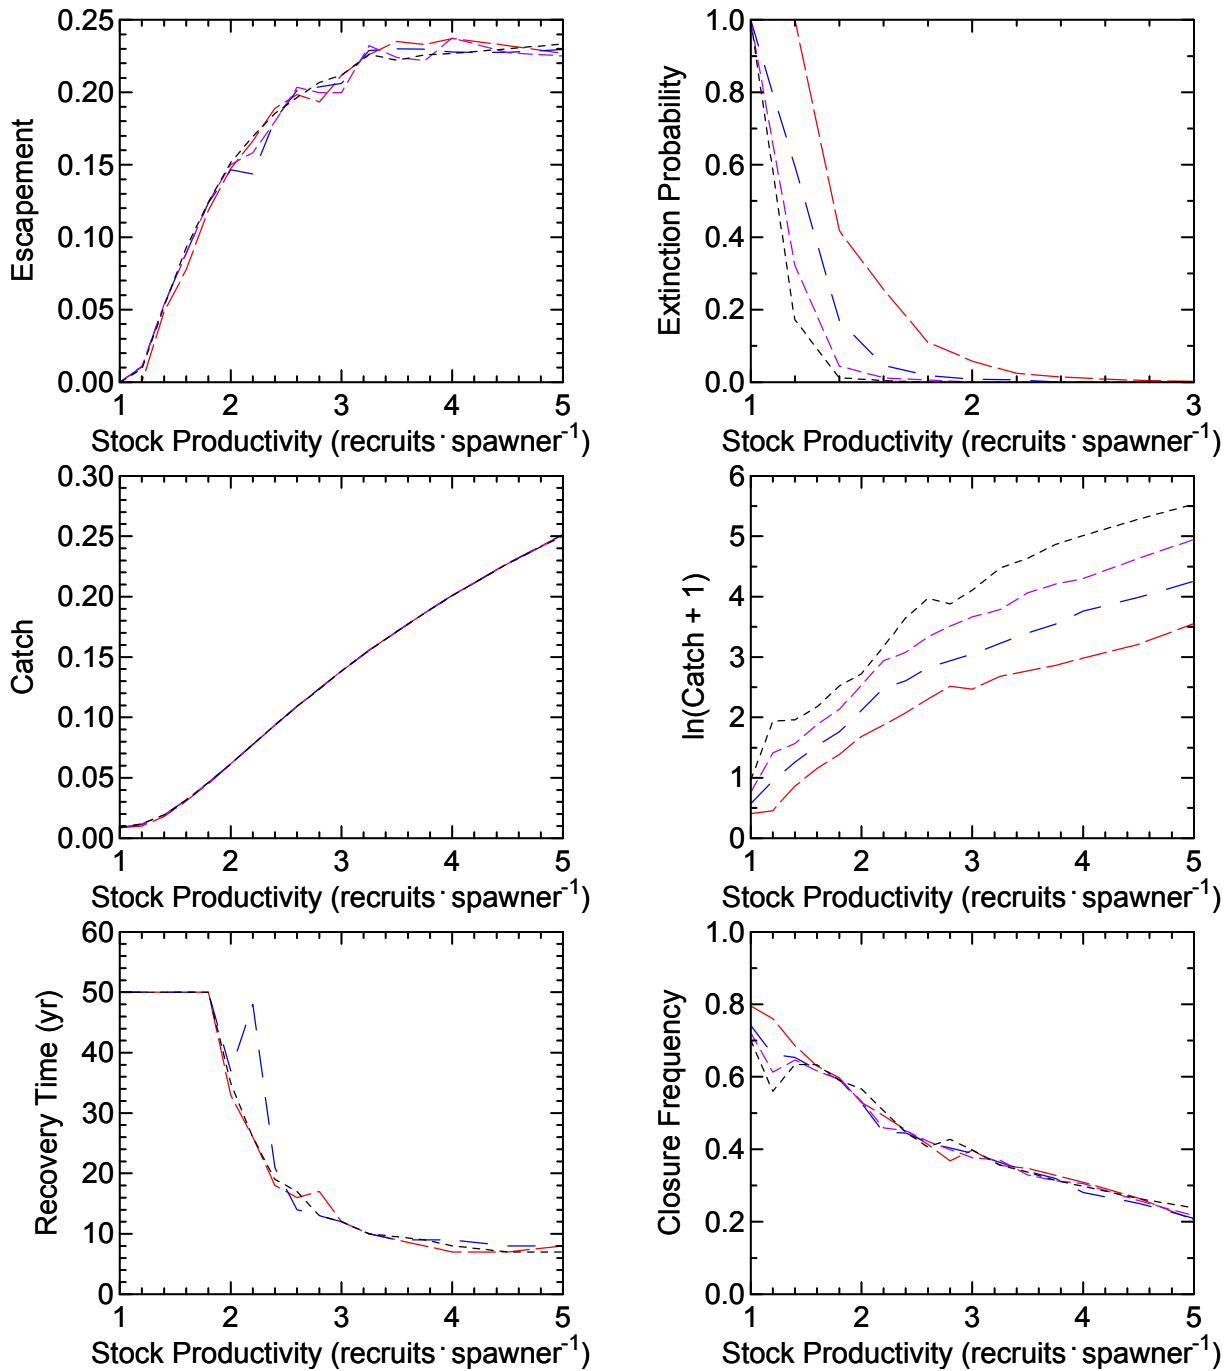 Escapement
0.25
0.20
0.15
0.10
0.05
0.00
1 2 3 4 5
Stock Productivity (recruits · spawner⁻¹)
Extinction Probability
1.0
0.8
0.6
0.4
0.2
0.0
1 2 3
Stock Productivity (recruits · spawner⁻¹)
Catch
0.30
0.25
0.20
0.15
0.10
0.05
0.00
1 2 3 4 5
Stock Productivity (recruits · spawner⁻¹)
ln(Catch + 1)
6
5
4
3
2
1
0
1 2 3 4 5
Stock Productivity (recruits · spawner⁻¹)
Recovery Time (yr)
60
50
40
30
20
10
0
1 2 3 4 5
Stock Productivity (recruits · spawner⁻¹)
Closure Frequency
1.0
0.8
0.6
0.4
0.2
0.0
1 2 3 4 5
Stock Productivity (recruits · spawner⁻¹)